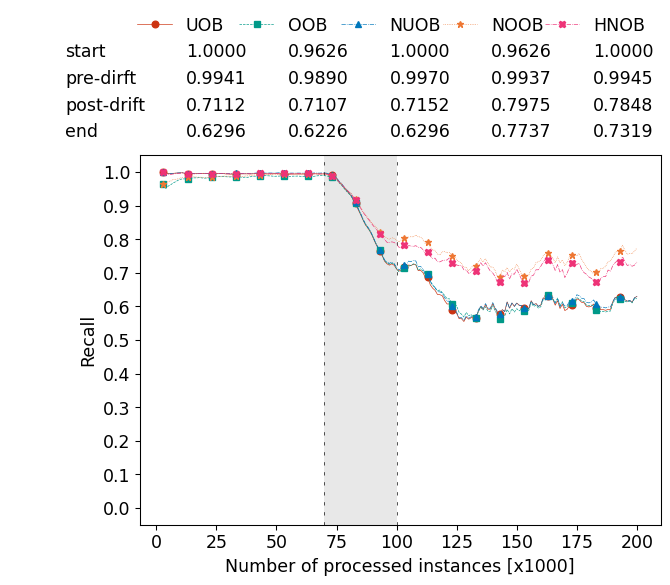 UOB OOB NUOB NOOB HNOB
start 1.0000 0.9626 1.0000 0.9626 1.0000
pre-dirft 0.9941 0.9890 0.9970 0.9937 0.9945
post-drift 0.7112 0.7107 0.7152 0.7975 0.7848
end 0.6296 0.6226 0.6296 0.7737 0.7319
1.0
0.9
0.8
0.7
0.6
0.5
0.4
0.3
0.2
0.1
0.0
Recall
0 25 50 75 100 125 150 175 200
Number of processed instances [x1000]